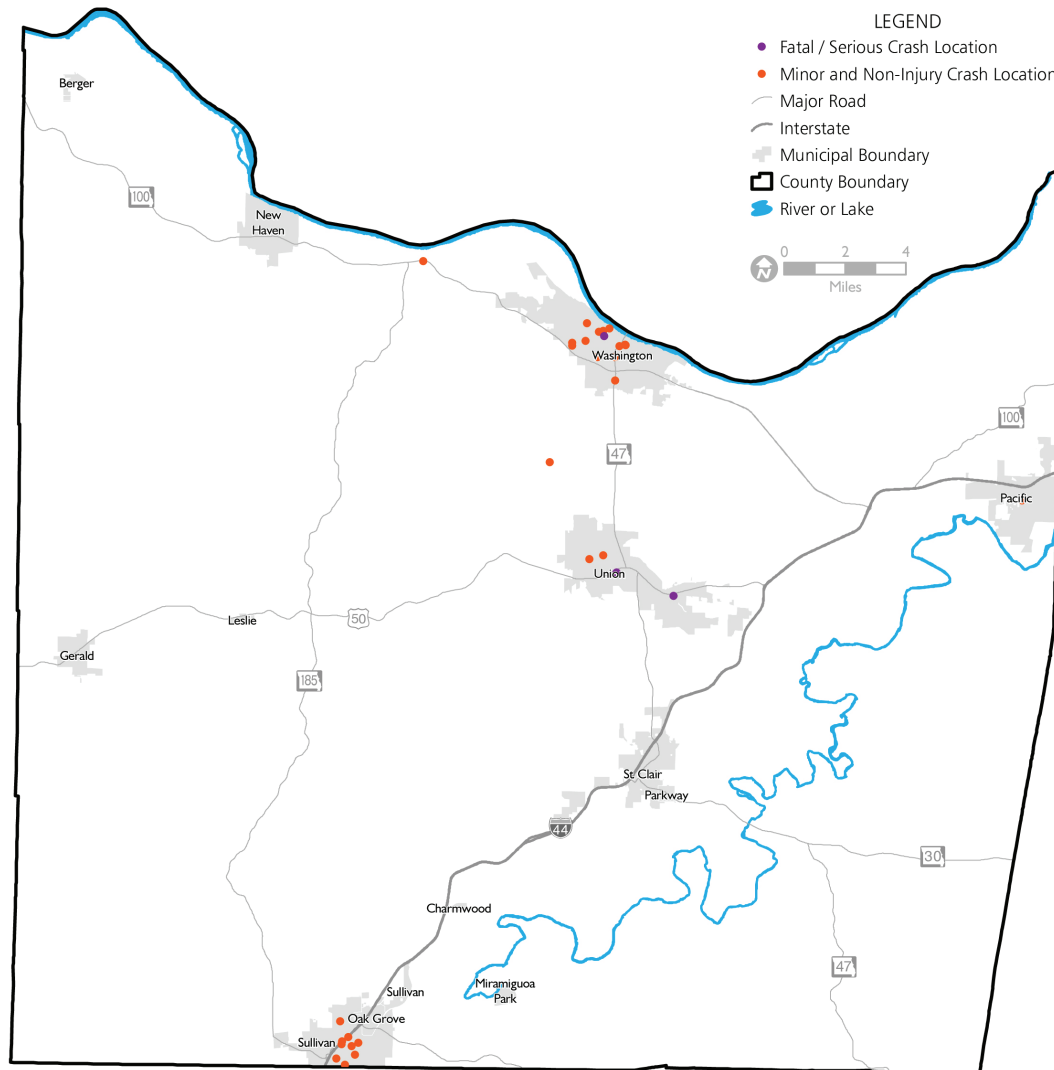 LEGEND
Fatal / Serious Crash Location
Minor and Non-Injury Crash Location
Major Road
Interstate
Municipal Boundary
County Boundary
River or Lake
N
0 2 4
Miles
Berger
100
New
Haven
Washington
100
47
Pacific
Union
Leslie
50
Gerald
185
St. Clair
Parkway
44
30
Charmwood
47
Miramiguoa
Park
Sullivan
Oak Grove
Sullivan